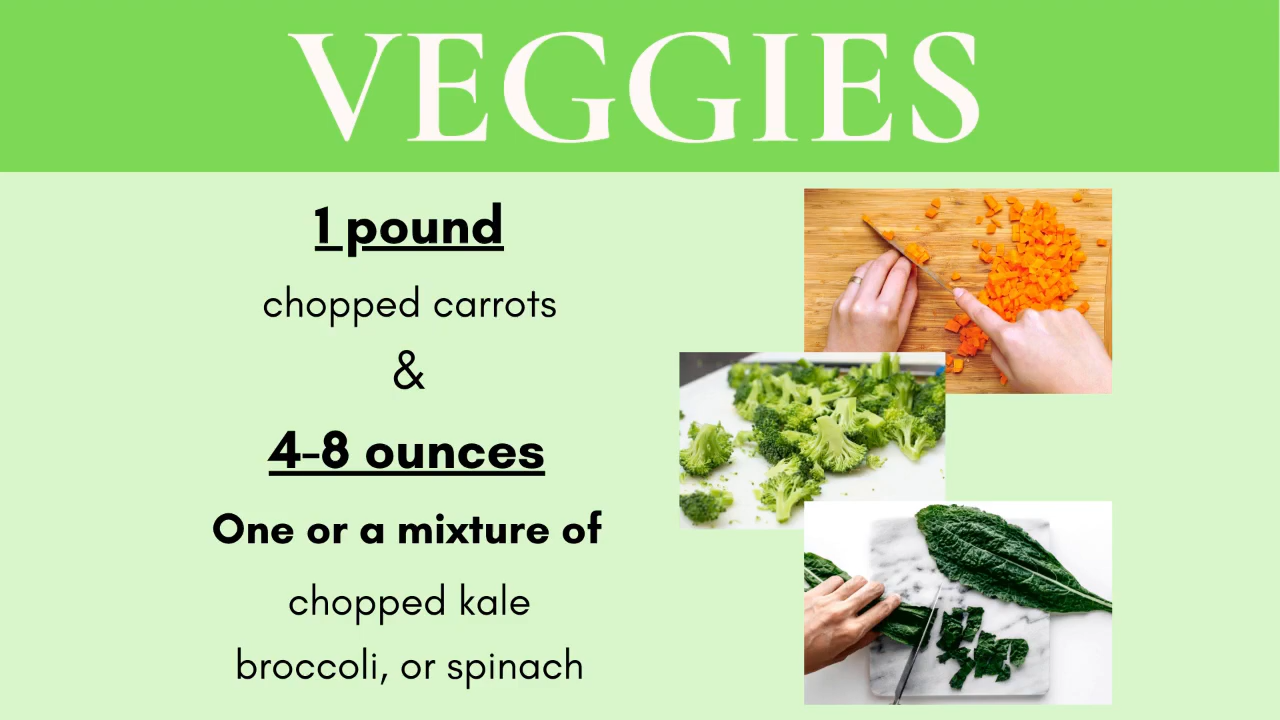 VEGGIES
1 pound
chopped carrots
&
4-8 ounces
One or a mixture of
chopped kale
broccoli, or spinach